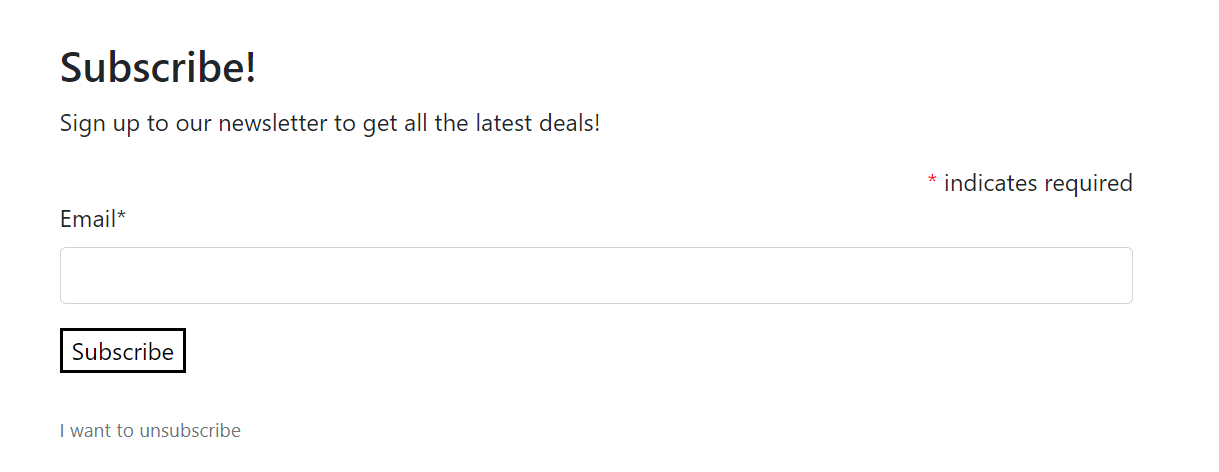 Subscribe!
Sign up to our newsletter to get all the latest deals!
* indicates required
Email*
Subscribe
I want to unsubscribe